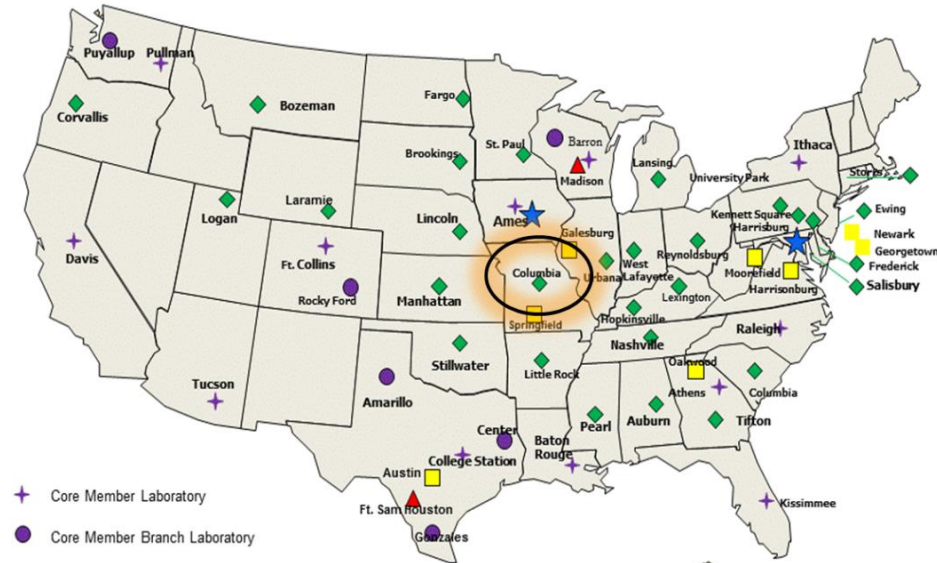 Puyallup
Pullman
Corvallis
Bozeman
Fargo
Brookings
St. Paul
Barron
Madison
Lansing
University Park
Ithaca
Storrs
Logan
Laramie
Lincoln
Ames
Galesburg
Kennett Square
Harrisburg
Ewing
Newark
Georgetown
Frederick
Salisbury
Davis
Ft. Collins
Rocky Ford
Manhattan
Columbia
Urbana
West
Lafayette
Reynoldsburg
Moorefield
Harrisonburg
Lexington
Springfield
Hopkinsville
Nashville
Raleigh
Tucson
Amarillo
Stillwater
Little Rock
Oakwood
Athens
Columbia
Pearl
Auburn
Tifton
Center
College Station
Baton
Rouge
Austin
Ft. Sam Houston
Gonzales
Kissimmee
Core Member Laboratory
Core Member Branch Laboratory